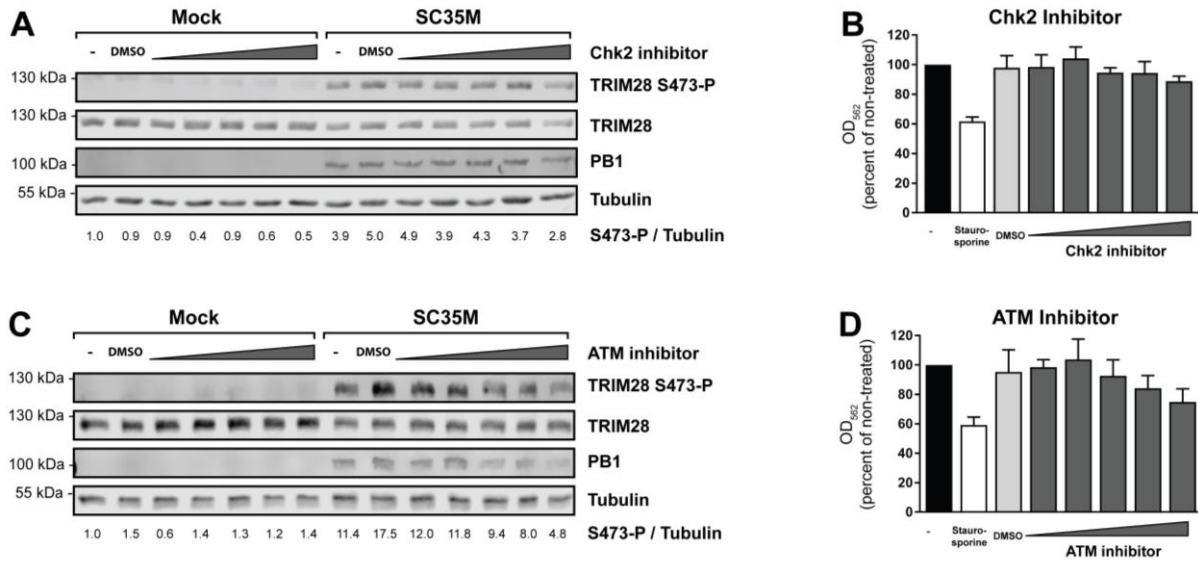 A
Mock
SC35M
- DMSO
- DMSO
Chk2 inhibitor
130 kDa
TRIM28 S473-P
130 kDa
TRIM28
100 kDa
PB1
55 kDa
Tubulin
1.0 0.9 0.9 0.4 0.9 0.6 0.5 3.9 5.0 4.9 3.9 4.3 3.7 2.8 S473-P / Tubulin
B
Chk2 Inhibitor
OD562
(percent of non-treated)
120
100
80
60
40
20
0
- Stauro-
sporine
DMSO
Chk2 inhibitor
C
Mock
SC35M
- DMSO
- DMSO
ATM inhibitor
130 kDa
TRIM28 S473-P
130 kDa
TRIM28
100 kDa
PB1
55 kDa
Tubulin
1.0 1.5 0.6 1.4 1.3 1.2 1.4 11.4 17.5 12.0 11.8 9.4 8.0 4.8 S473-P / Tubulin
D
ATM Inhibitor
OD562
(percent of non-treated)
120
100
80
60
40
20
0
- Stauro-
sporine
DMSO
ATM inhibitor